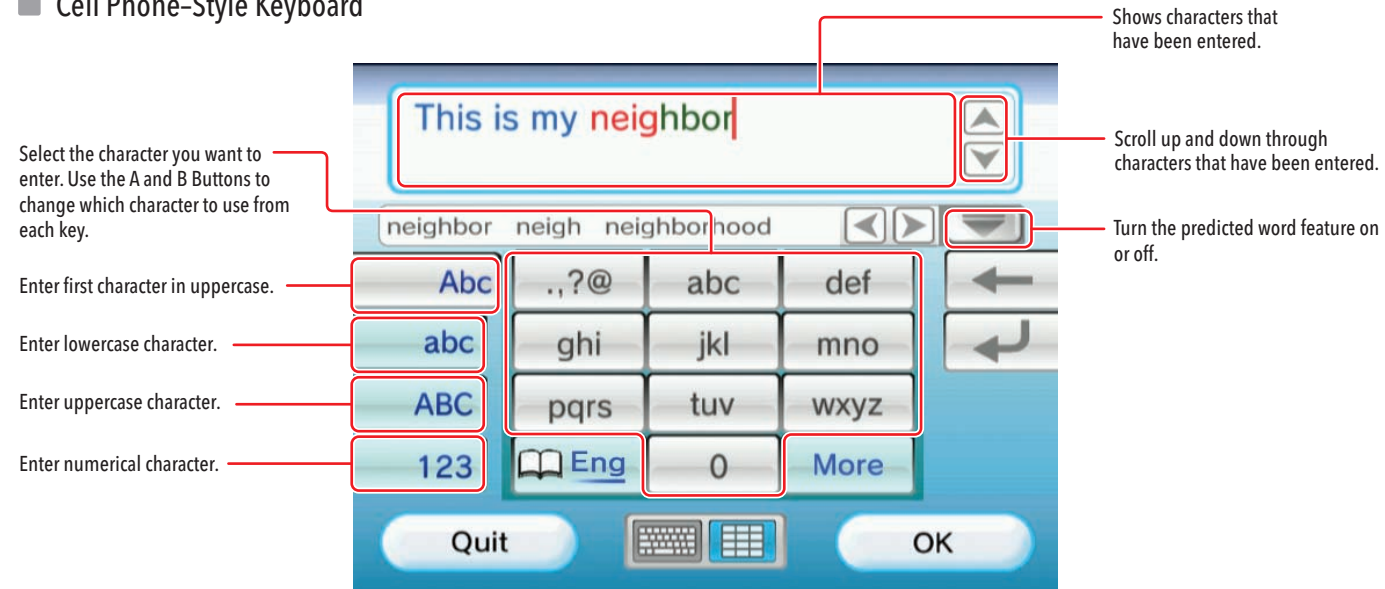 Cell Phone–Style Keyboard
Shows characters that
have been entered.
This is my neighbor
Scroll up and down through
characters that have been entered.
Select the character you want to
enter. Use the A and B Buttons to
change which character to use from
each key.
neighbor neigh neighborhood
Turn the predicted word feature on
or off.
Enter first character in uppercase.
Abc .,?@ abc def
Enter lowercase character.
abc ghi jkl mno
Enter uppercase character.
ABC pqrs tuv wxyz
Enter numerical character.
123 Eng 0 More
Quit OK